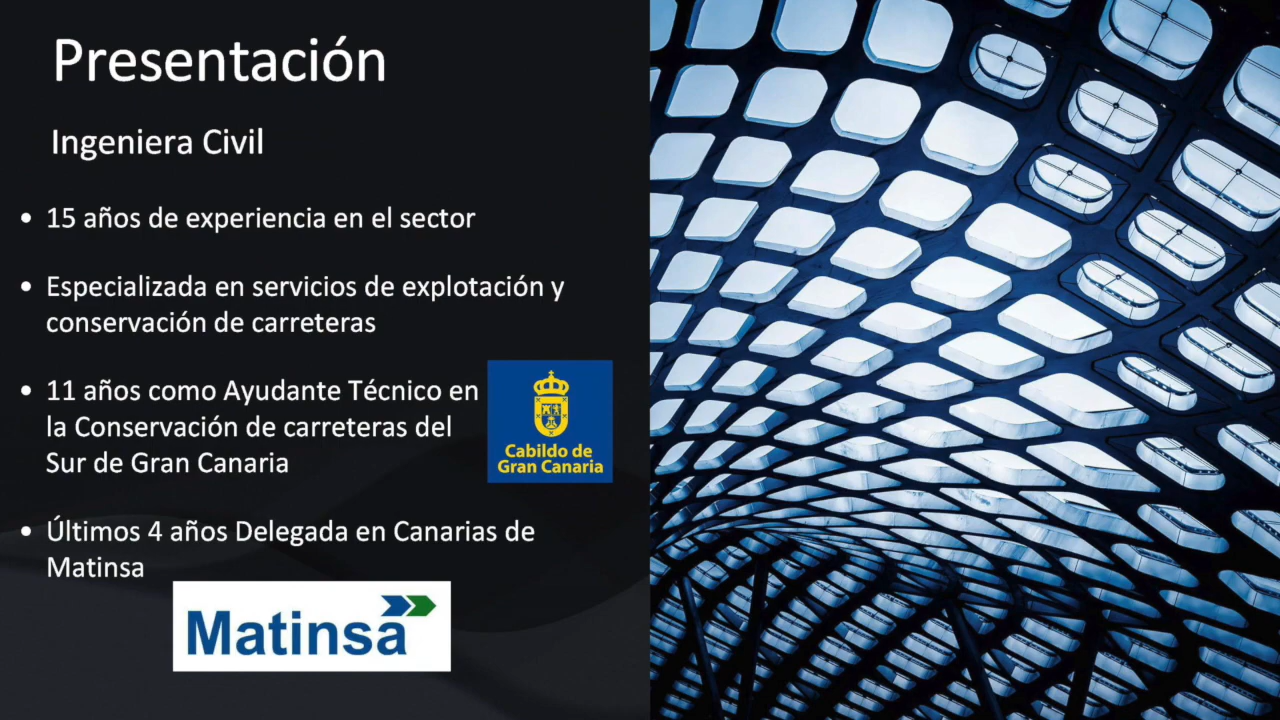 Presentación
Ingeniera Civil
• 15 años de experiencia en el sector
• Especializada en servicios de explotación y
conservación de carreteras
• 11 años como Ayudante Técnico en
la Conservación de carreteras del
Sur de Gran Canaria
Cabildo de
Gran Canaria
• Últimos 4 años Delegada en Canarias de
Matinsa
Matinsa